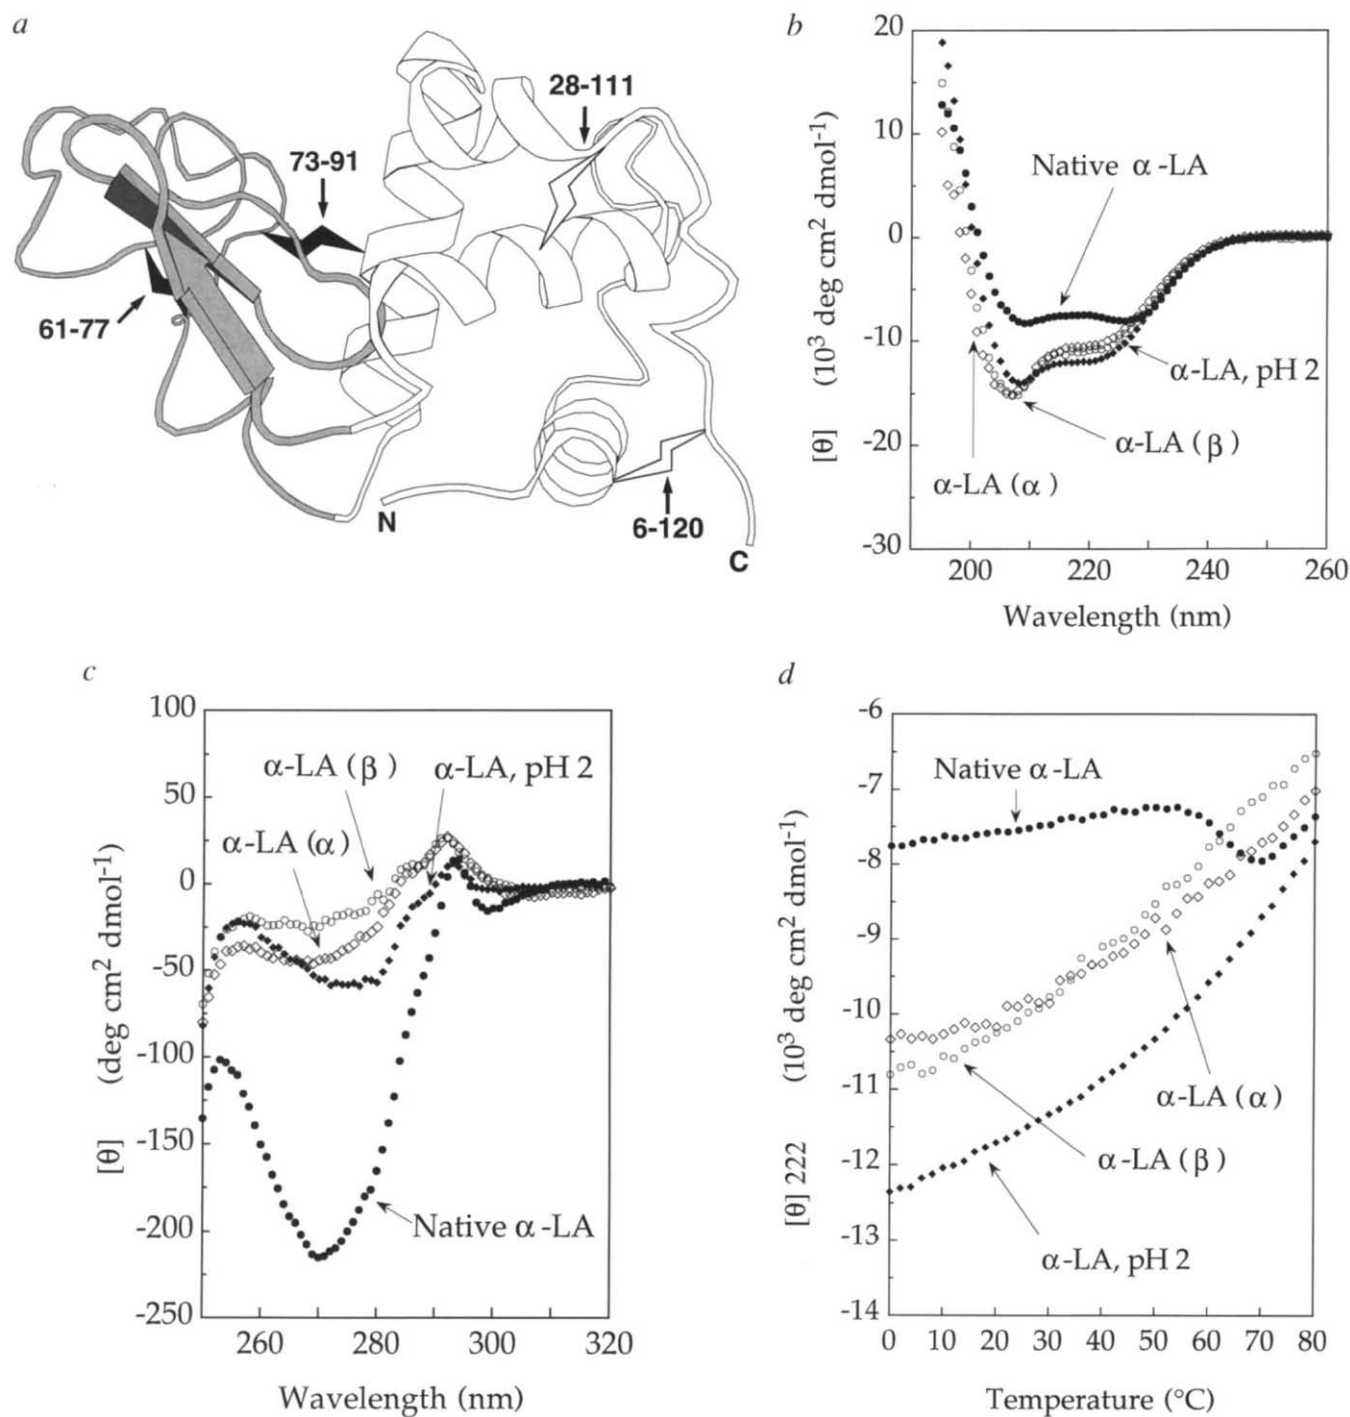 a
28-111
73-91
61-77
N
6-120
C
b
20
10
0
-10
-20
-30
[θ] (10³ deg cm² dmol⁻¹)
Native α-LA
α-LA, pH 2
α-LA (β)
α-LA (α)
200 220 240 260
Wavelength (nm)
c
100
50
0
-50
-100
-150
-200
-250
[θ] (deg cm² dmol⁻¹)
α-LA (β)
α-LA, pH 2
α-LA (α)
Native α-LA
260 280 300 320
Wavelength (nm)
d
-6
-7
-8
-9
-10
-11
-12
-13
-14
[θ] 222 (10³ deg cm² dmol⁻¹)
Native α-LA
α-LA (α)
α-LA (β)
α-LA, pH 2
0 10 20 30 40 50 60 70 80
Temperature (°C)